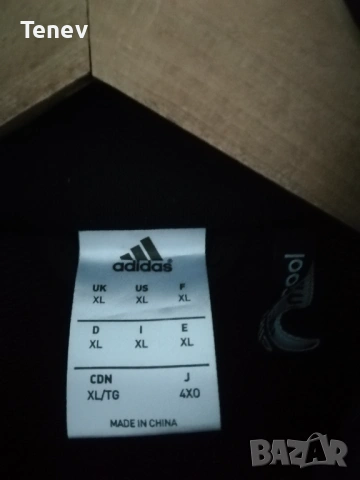 Tenev
adidas
UK US F
XL XL XL
D I E
XL XL XL
CDN J
XL/TG 4XO
MADE IN CHINA
BAZAR